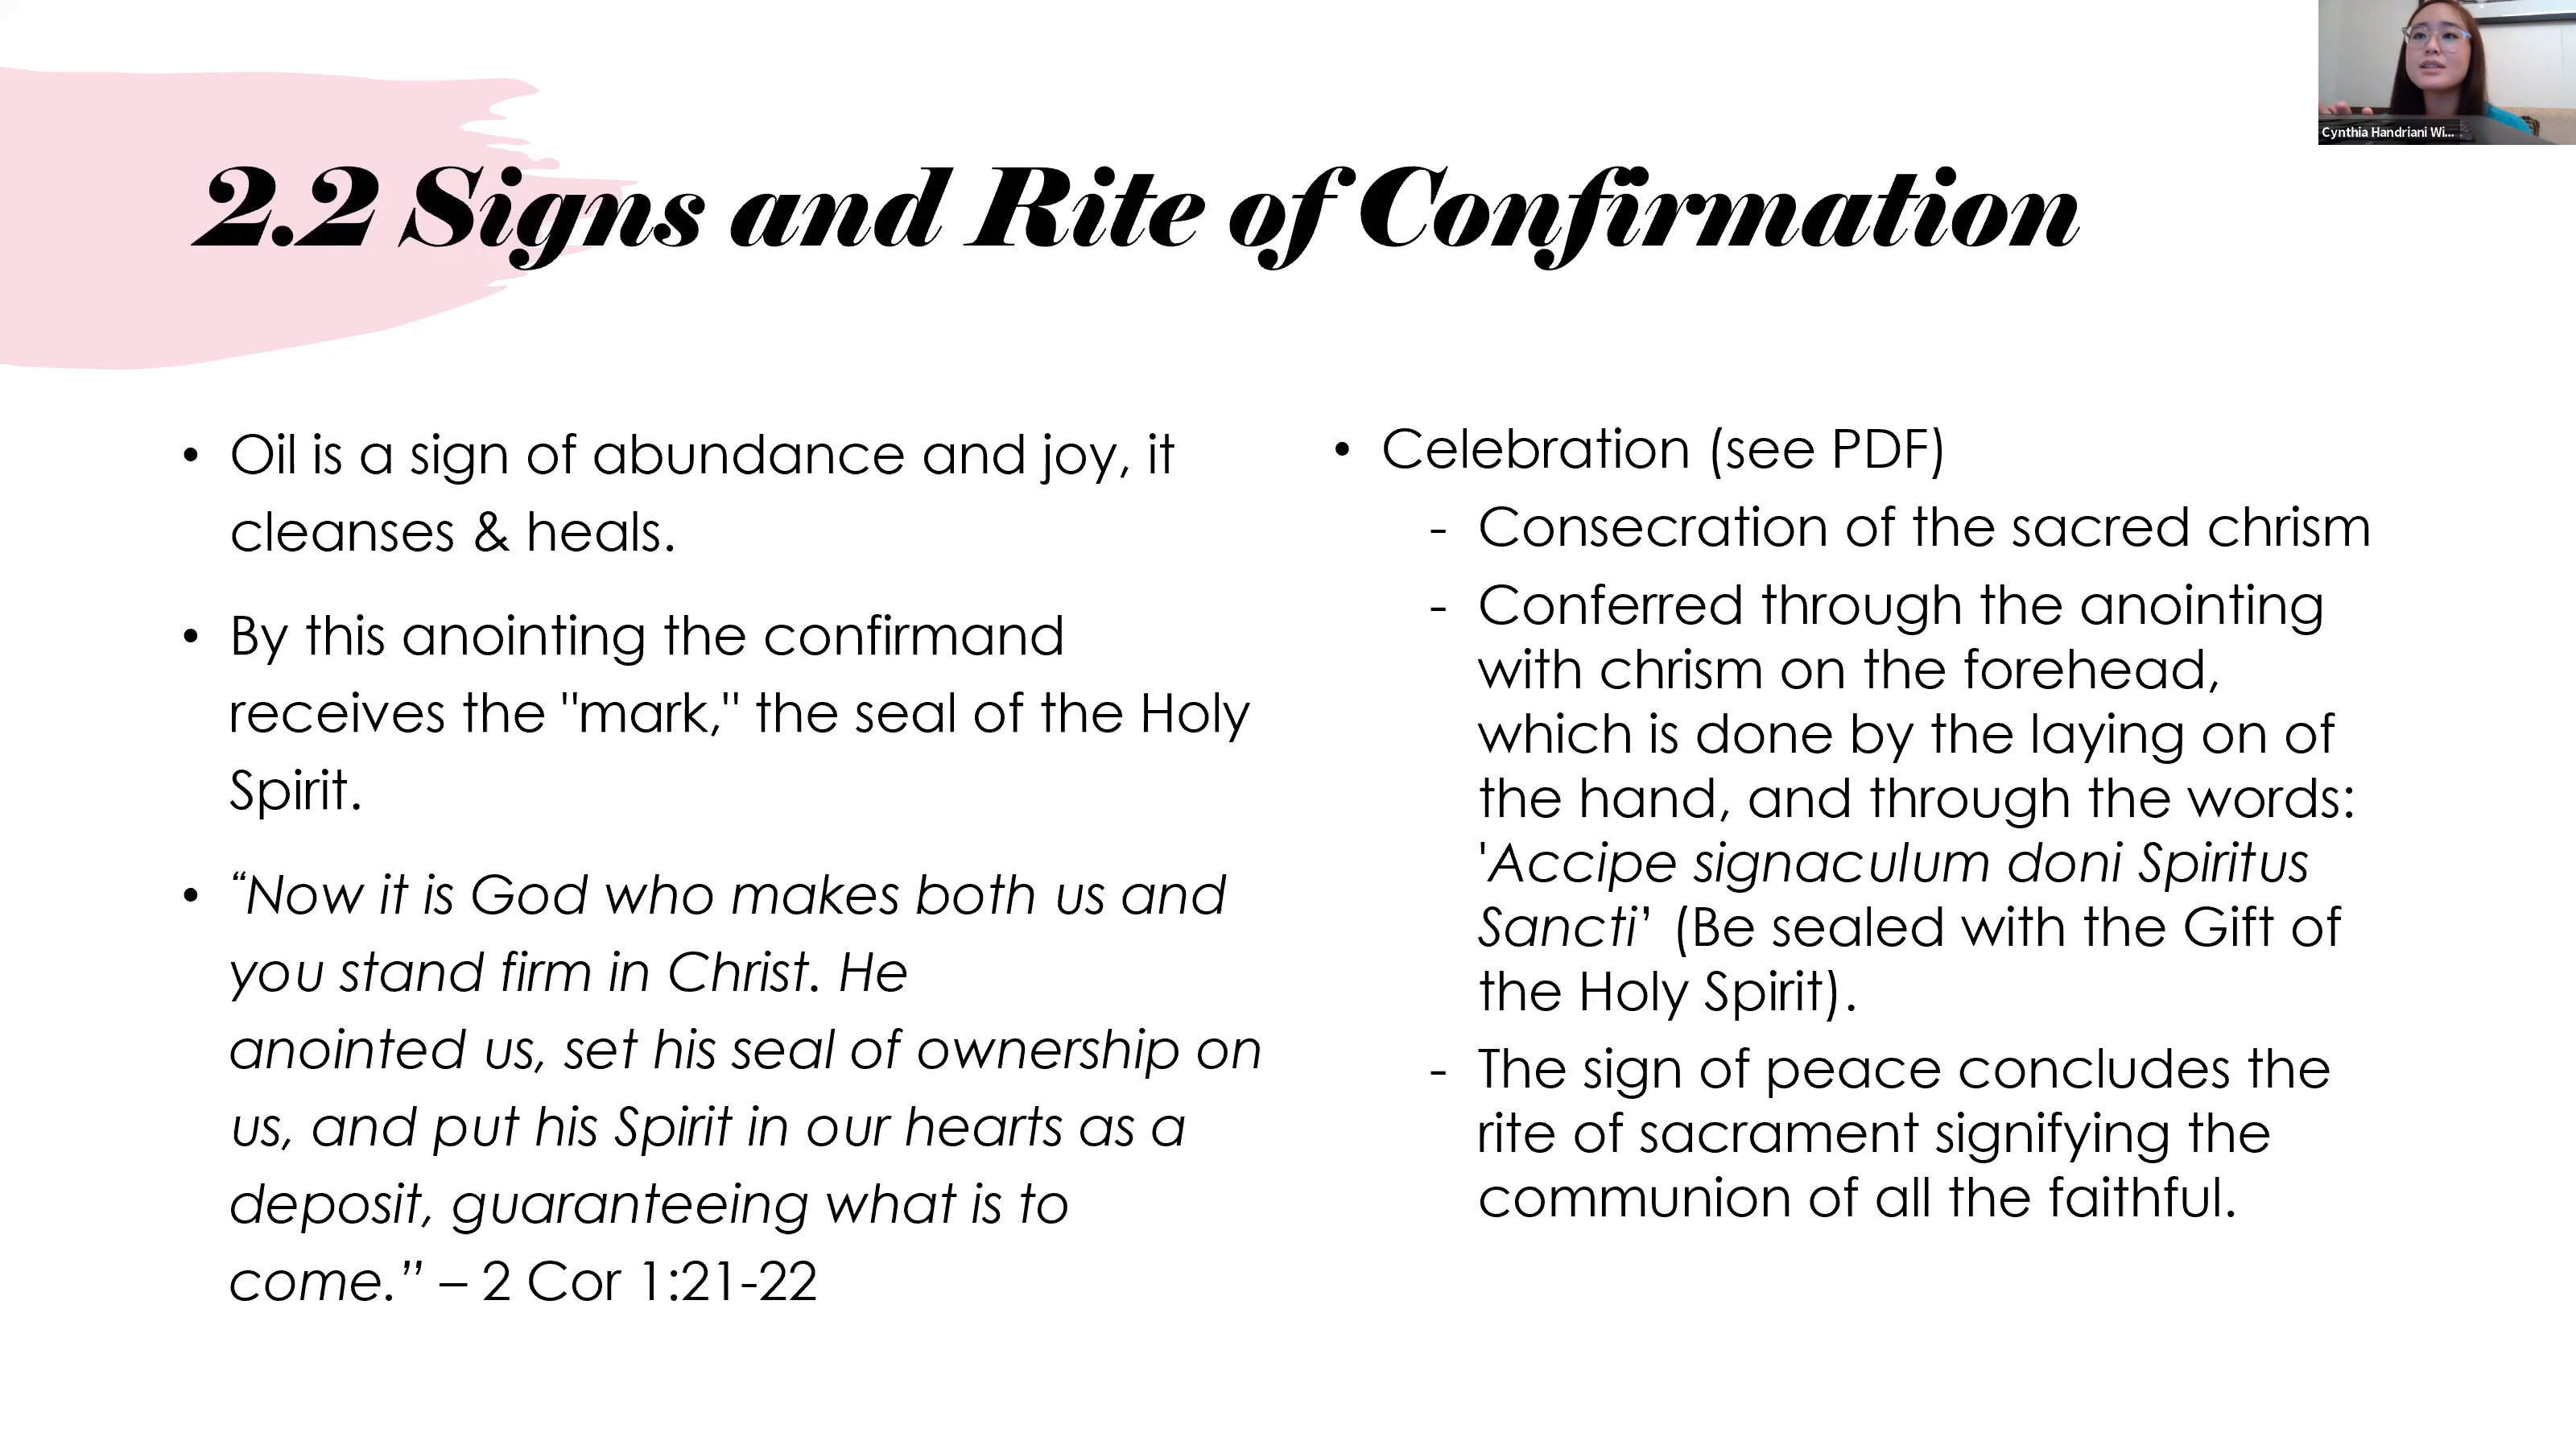 2.2 Signs and Rite of Confirmation
• Oil is a sign of abundance and joy, it
cleanses & heals.
• By this anointing the confirmand
receives the "mark," the seal of the Holy
Spirit.
• “Now it is God who makes both us and
you stand firm in Christ. He
anointed us, set his seal of ownership on
us, and put his Spirit in our hearts as a
deposit, guaranteeing what is to
come.” – 2 Cor 1:21-22
• Celebration (see PDF)
- Consecration of the sacred chrism
- Conferred through the anointing
with chrism on the forehead,
which is done by the laying on of
the hand, and through the words:
'Accipe signaculum doni Spiritus
Sancti’ (Be sealed with the Gift of
the Holy Spirit).
- The sign of peace concludes the
rite of sacrament signifying the
communion of all the faithful.
Cynthia Handriani Wi...